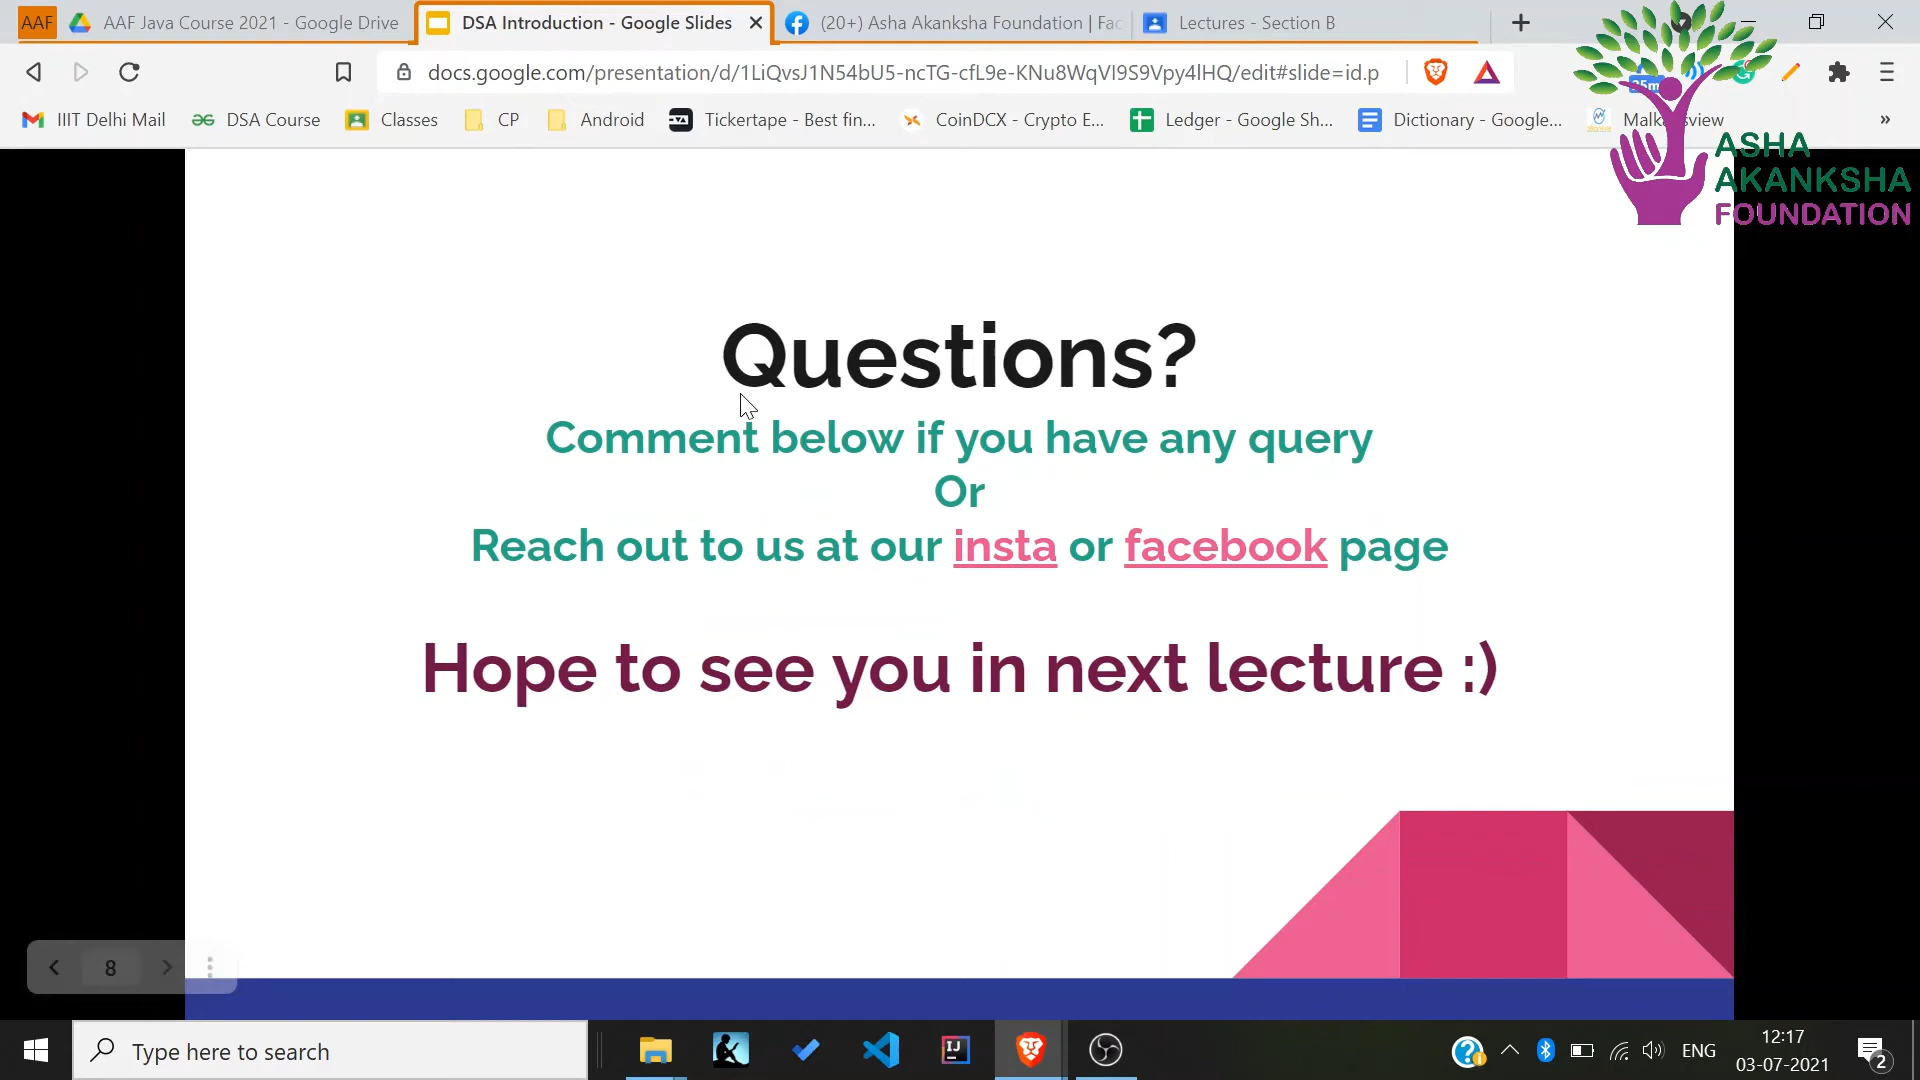 AAF
AAF Java Course 2021 - Google Drive
DSA Introduction - Google Slides
(20+) Asha Akanksha Foundation | Fac
Lectures - Section B
docs.google.com/presentation/d/1LiQvsJ1N54bU5-ncTG-cfL9e-KNu8WqVI9S9Vpy4lHQ/edit#slide=id.p
IIIT Delhi Mail
DSA Course
Classes
CP
Android
Tickertape - Best fin...
CoinDCX - Crypto E...
Ledger - Google Sh...
Dictionary - Google...
ASHA
AKANKSHA
FOUNDATION
Questions?
Comment below if you have any query
Or
Reach out to us at our insta or facebook page
Hope to see you in next lecture :)
8
Type here to search
IJ
ENG
12:17
03-07-2021
2